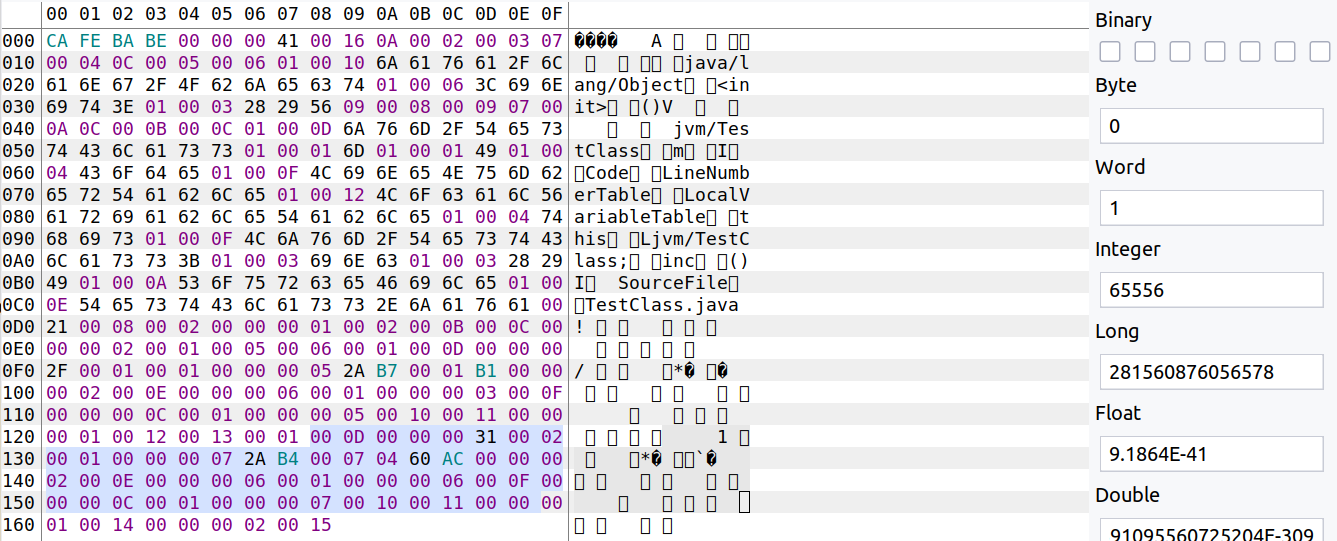 00 01 02 03 04 05 06 07 08 09 0A 0B 0C 0D 0E 0F
000 CA FE BA BE 00 00 00 41 00 16 0A 00 02 00 03 07 ���� A
010 00 04 0C 00 05 00 06 01 00 10 6A 61 76 61 2F 6C java/l
020 61 6E 67 2F 4F 62 6A 65 63 74 01 00 06 3C 69 6E ang/Object <in
030 69 74 3E 01 00 03 28 29 56 09 00 08 00 09 07 00 it> ()V
040 0A 0C 00 0B 00 0C 01 00 0D 6A 76 6D 2F 54 65 73 jvm/Tes
050 74 43 6C 61 73 73 01 00 01 6D 01 00 01 49 01 00 tClass m I
060 04 43 6F 64 65 01 00 0F 4C 69 6E 65 4E 75 6D 62 Code LineNumb
070 65 72 54 61 62 6C 65 01 00 12 4C 6F 63 61 6C 56 erTable LocalV
080 61 72 69 61 62 6C 65 54 61 62 6C 65 01 00 04 74 ariableTable t
090 68 69 73 01 00 0F 4C 6A 76 6D 2F 54 65 73 74 43 his Ljvm/TestC
0A0 6C 61 73 73 3B 01 00 03 69 6E 63 01 00 03 28 29 lass; inc ()
0B0 49 01 00 0A 53 6F 75 72 63 65 46 69 6C 65 01 00 I SourceFile
0C0 0E 54 65 73 74 43 6C 61 73 73 2E 6A 61 76 61 00 TestClass.java
0D0 21 00 08 00 02 00 00 00 01 00 02 00 0B 00 0C 00 !
0E0 00 00 02 00 01 00 05 00 06 00 01 00 0D 00 00 00
0F0 2F 00 01 00 01 00 00 00 05 2A B7 00 01 B1 00 00 / *� �
100 00 02 00 0E 00 00 00 06 00 01 00 00 00 03 00 0F
110 00 00 00 0C 00 01 00 00 00 05 00 10 00 11 00 00
120 00 01 00 12 00 13 00 01 00 0D 00 00 00 31 00 02 1
130 00 01 00 00 00 07 2A B4 00 07 04 60 AC 00 00 00 *� `�
140 02 00 0E 00 00 00 06 00 01 00 00 00 06 00 0F 00
150 00 00 0C 00 01 00 00 00 07 00 10 00 11 00 00 00
160 01 00 14 00 00 00 02 00 15
Binary
Byte
0
Word
1
Integer
65556
Long
281560876056578
Float
9.1864E-41
Double
91095560725204E-309